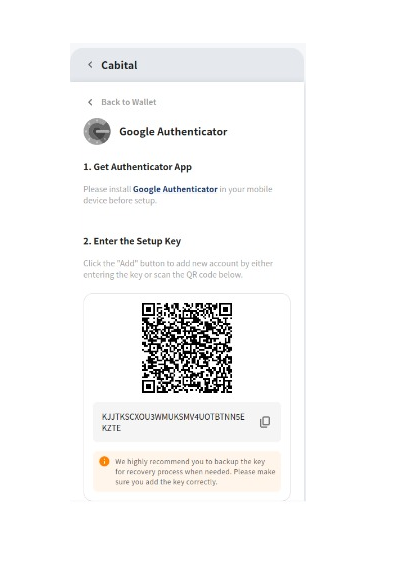 Cabital
Back to Wallet
Google Authenticator
1. Get Authenticator App
Please install Google Authenticator in your mobile
device before setup.
2. Enter the Setup Key
Click the "Add" button to add new account by either
entering the key or scan the QR code below.
KJJTKSCXOU3WMUKSMV4UOTBTNN5E
KZTE
We highly recommend you to backup the key
for recovery process when needed. Please make
sure you add the key correctly.